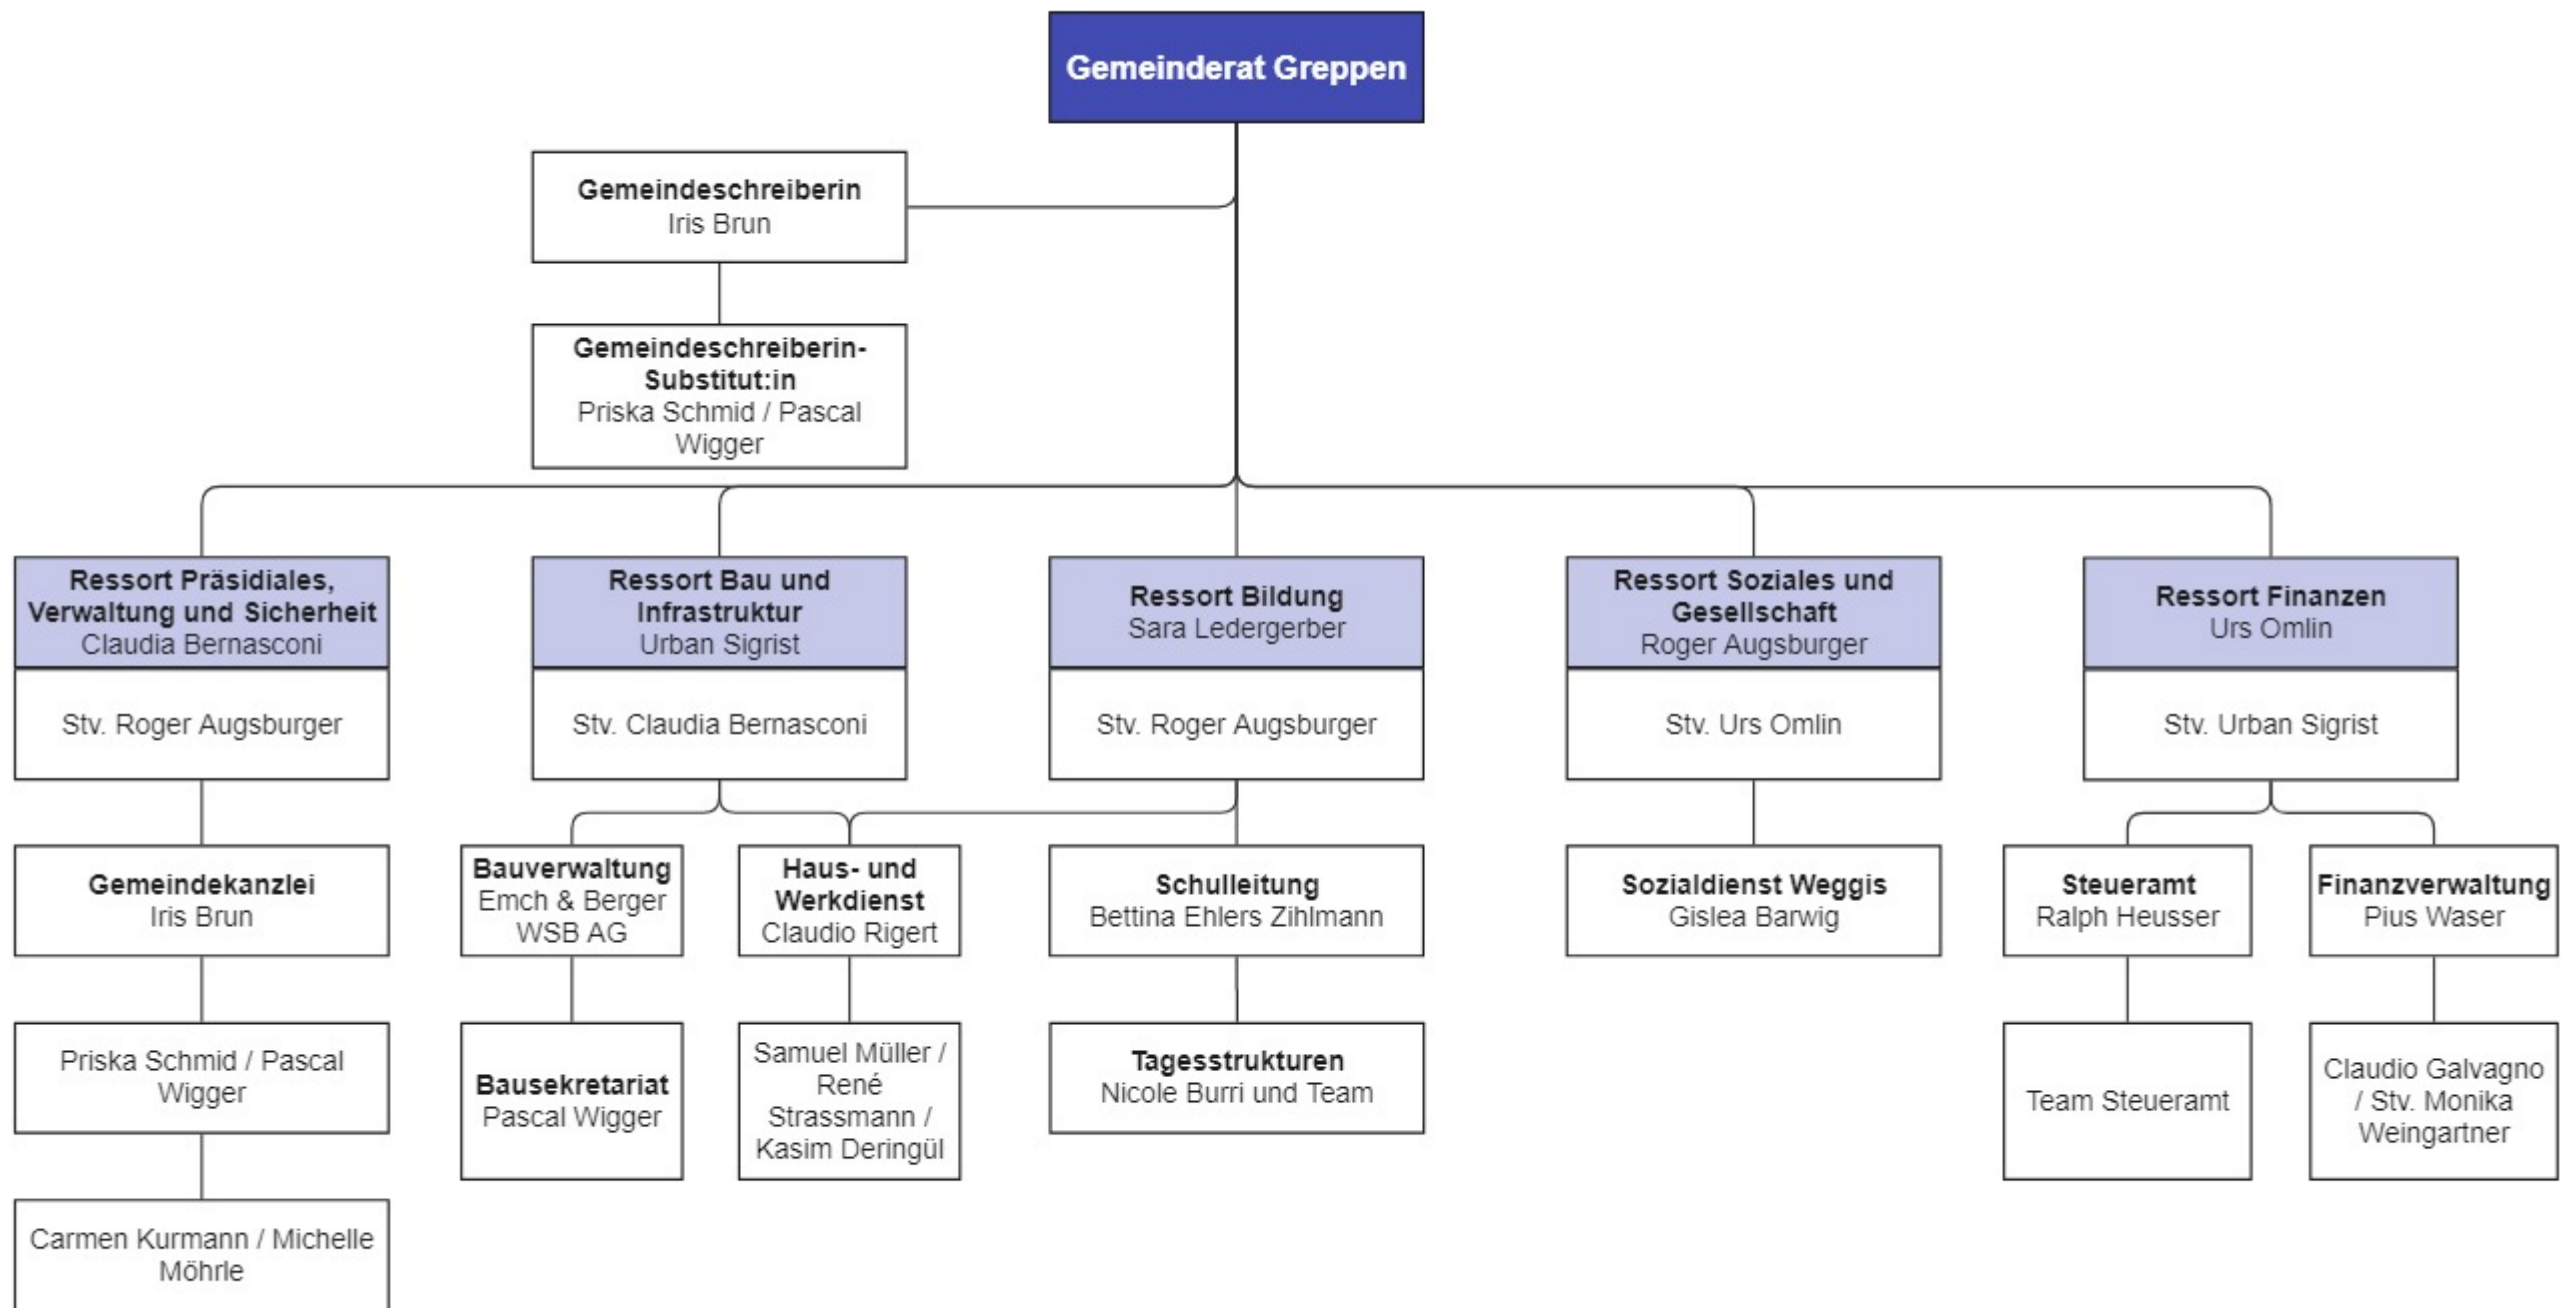 Gemeinderat Greppen
Gemeindeschreiberin
Iris Brun
Gemeindeschreiberin-
Substitut:in
Priska Schmid / Pascal
Wigger
Ressort Präsidiales,
Verwaltung und Sicherheit
Claudia Bernasconi
Stv. Roger Augsburger
Ressort Bau und
Infrastruktur
Urban Sigrist
Stv. Claudia Bernasconi
Ressort Bildung
Sara Ledergerber
Stv. Roger Augsburger
Ressort Soziales und
Gesellschaft
Roger Augsburger
Stv. Urs Omlin
Ressort Finanzen
Urs Omlin
Stv. Urban Sigrist
Gemeindekanzlei
Iris Brun
Bauverwaltung
Emch & Berger
WSB AG
Haus- und
Werkdienst
Claudio Rigert
Schulleitung
Bettina Ehlers Zihlmann
Sozialdienst Weggis
Gislea Barwig
Steueramt
Ralph Heusser
Finanzverwaltung
Pius Waser
Priska Schmid / Pascal
Wigger
Bausekretariat
Pascal Wigger
Samuel Müller /
René
Strassmann /
Kasim Deringül
Tagesstrukturen
Nicole Burri und Team
Team Steueramt
Claudio Galvagno
/ Stv. Monika
Weingartner
Carmen Kurmann / Michelle
Möhrle